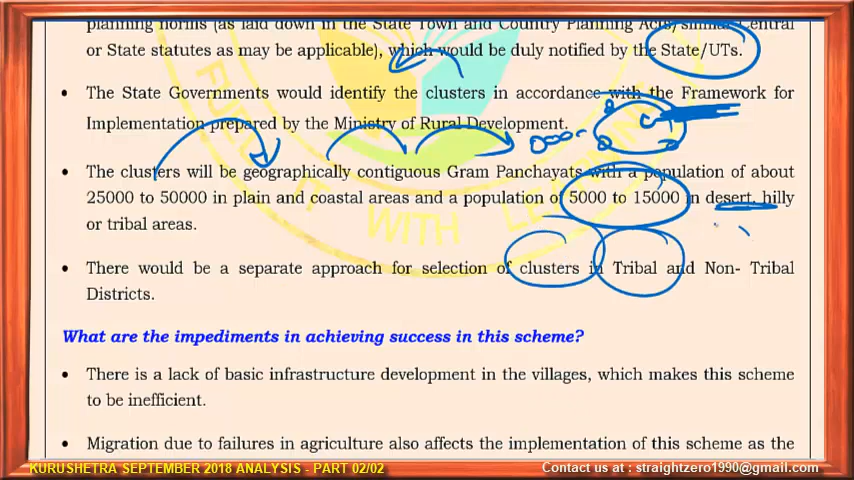 planning norms (as laid down in the State Town and Country Planning Acts/similar Central
or State statutes as may be applicable), which would be duly notified by the State/UTs.
• The State Governments would identify the clusters in accordance with the Framework for
Implementation prepared by the Ministry of Rural Development.
• The clusters will be geographically contiguous Gram Panchayats with a population of about
25000 to 50000 in plain and coastal areas and a population of 5000 to 15000 in desert, hilly
or tribal areas.
• There would be a separate approach for selection of clusters in Tribal and Non- Tribal
Districts.
What are the impediments in achieving success in this scheme?
• There is a lack of basic infrastructure development in the villages, which makes this scheme
to be inefficient.
• Migration due to failures in agriculture also affects the implementation of this scheme as the
KURUSHETRA SEPTEMBER 2018 ANALYSIS - PART 02/02
Contact us at : straightzero1990@gmail.com